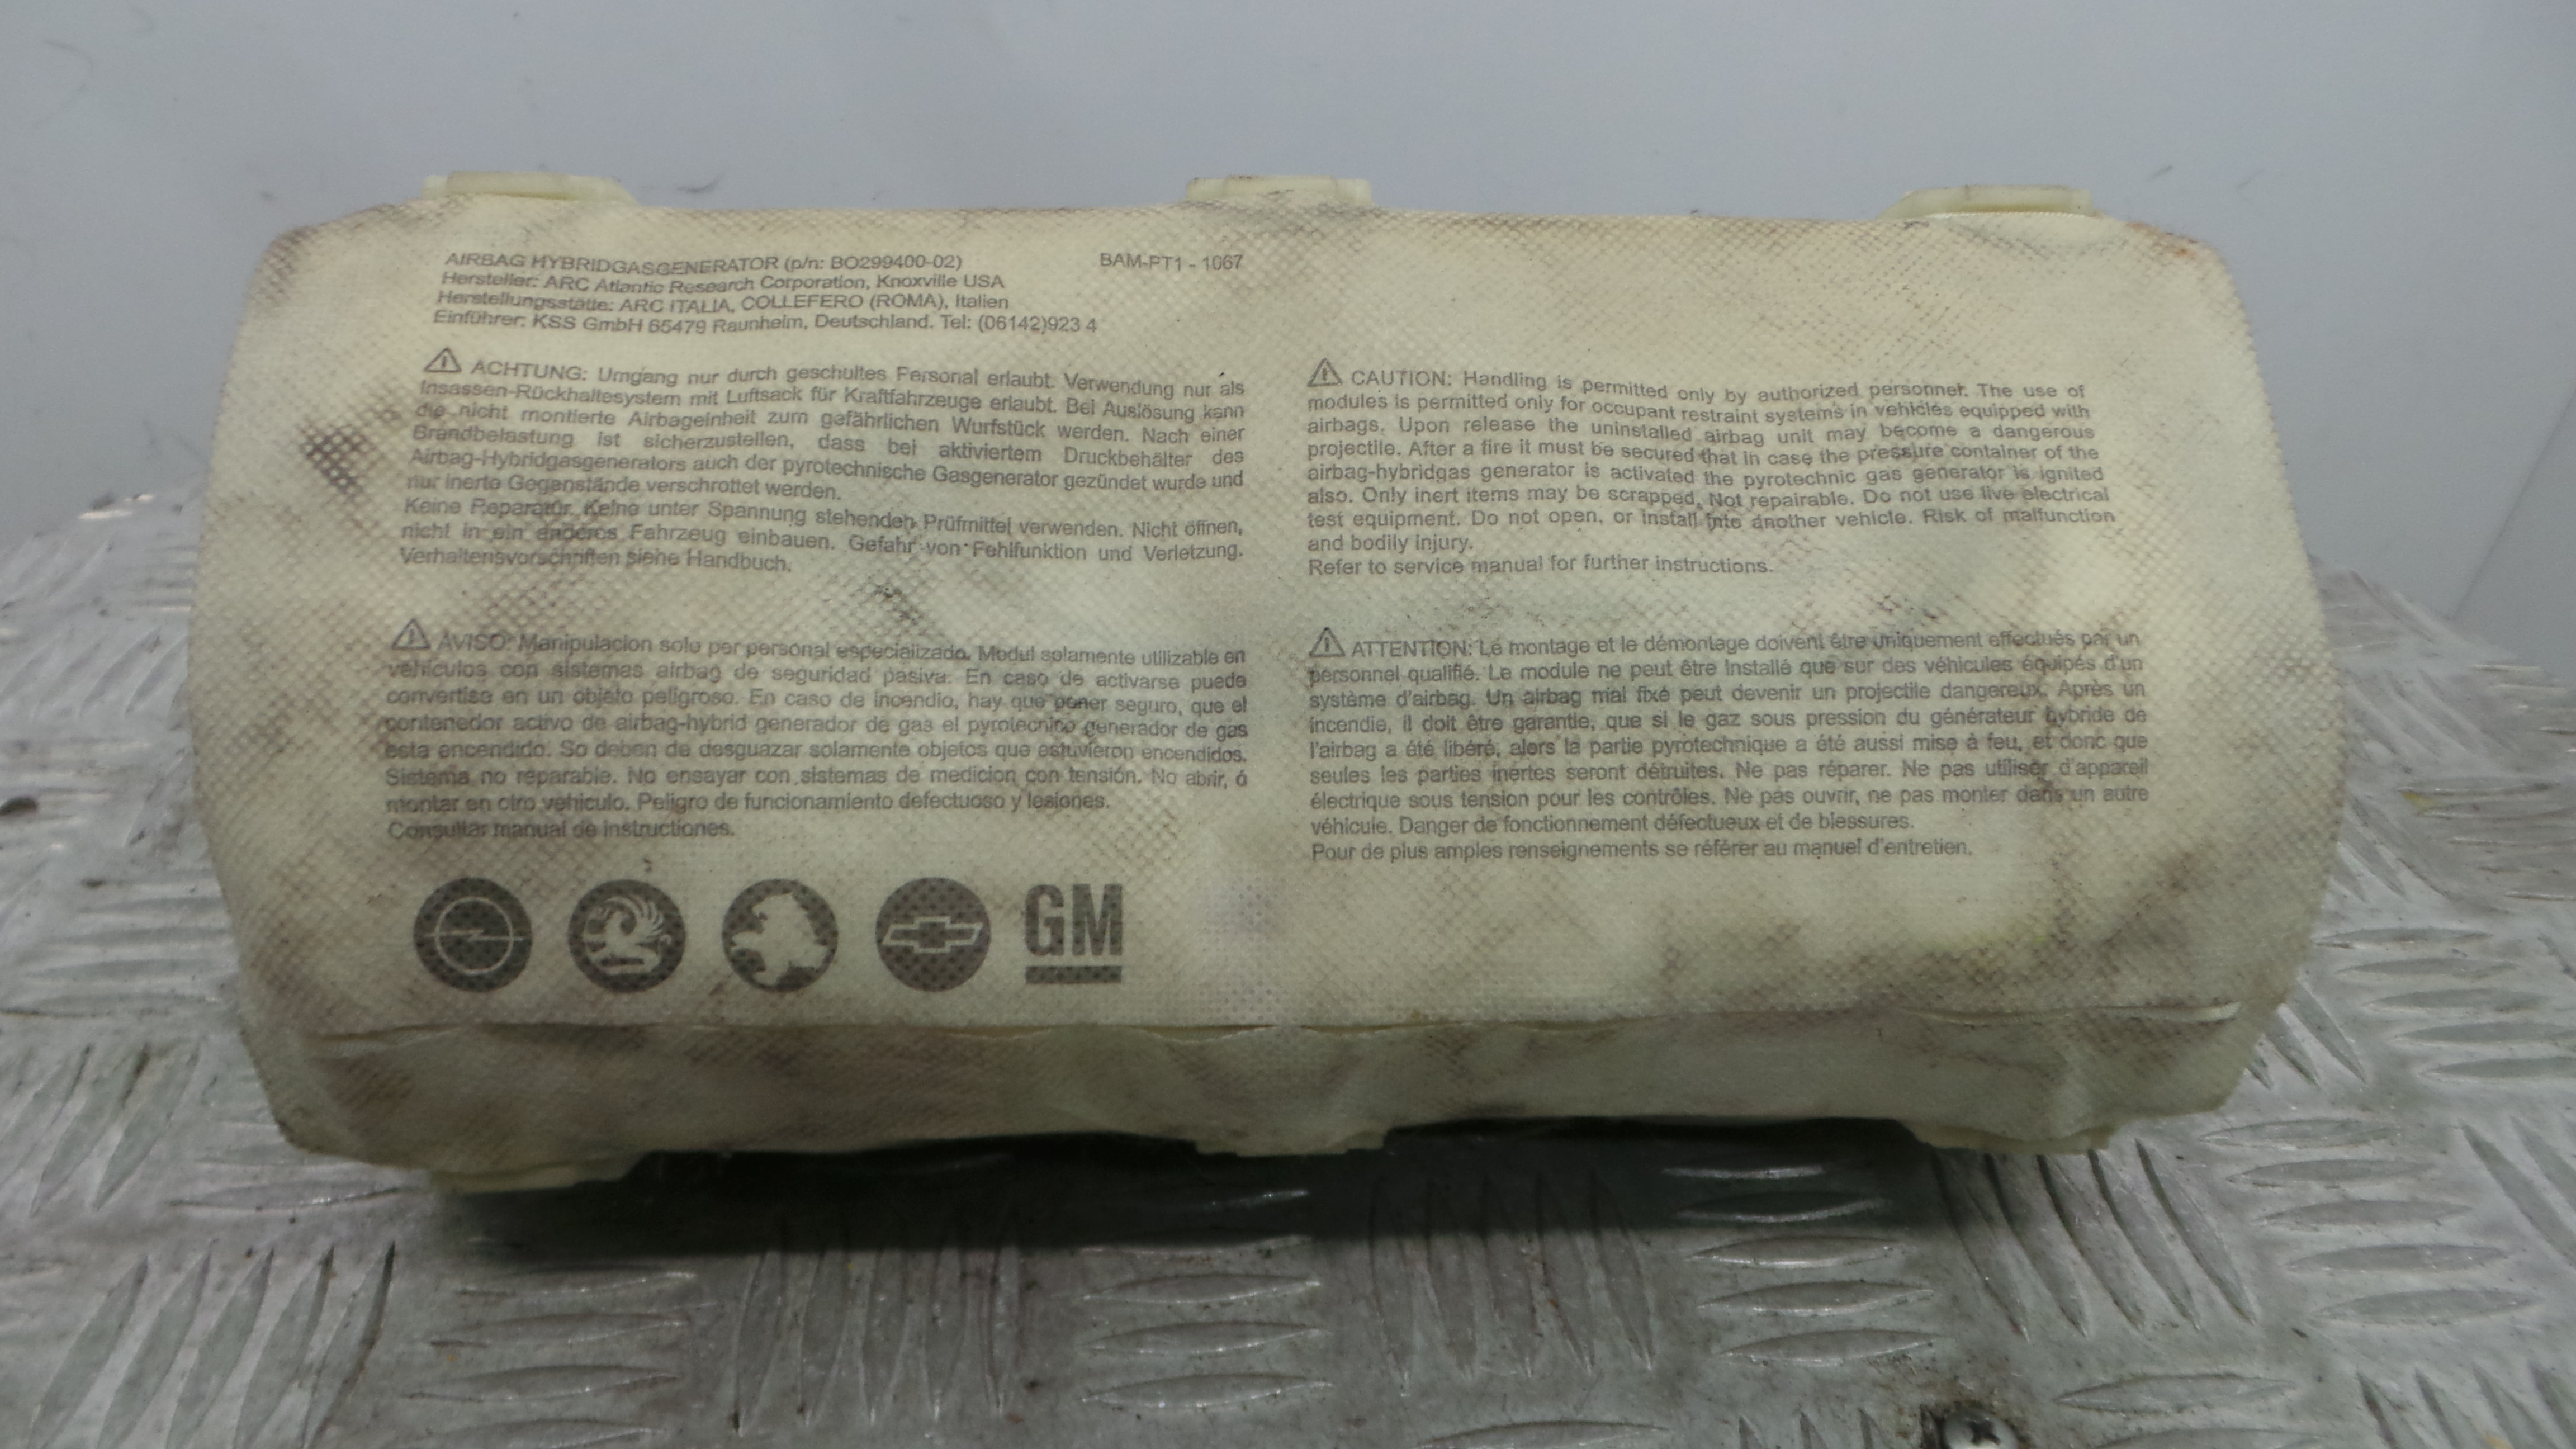 AIRBAG HYBRIDGASGENERATOR (p/n: BO299400-02)
BAM-PT1 - 1067
Hersteller: ARC Atlantic Research Corporation, Knoxville USA
Herstellungsstätte: ARC ITALIA, COLLEFERO (ROMA), Italien
Einführer: KSS GmbH 65479 Raunheim, Deutschland. Tel: (06142)923 4
ACHTUNG: Umgang nur durch geschultes Personal erlaubt. Verwendung nur als
Insassen-Rückhaltesystem mit Luftsack für Kraftfahrzeuge erlaubt. Bei Auslösung kann
die nicht montierte Airbageinheit zum gefährlichen Wurfstück werden. Nach einer
Brandbelastung ist sicherzustellen, dass bei aktiviertem Druckbehälter des
Airbag-Hybridgasgenerators auch der pyrotechnische Gasgenerator gezündet wurde und
nur inerte Gegenstände verschrottet werden.
Keine Reparatur. Keine unter Spannung stehenden Prüfmittel verwenden. Nicht öffnen,
nicht in ein anderes Fahrzeug einbauen. Gefahr von Fehlfunktion und Verletzung.
Verhaltensvorschriften siehe Handbuch.
CAUTION: Handling is permitted only by authorized personnel. The use of
modules is permitted only for occupant restraint systems in vehicles equipped with
airbags. Upon release the uninstalled airbag unit may become a dangerous
projectile. After a fire it must be secured that in case the pressure container of the
airbag-hybridgas generator is activated the pyrotechnic gas generator is ignited
also. Only inert items may be scrapped. Not repairable. Do not use live electrical
test equipment. Do not open, or install into another vehicle. Risk of malfunction
and bodily injury.
Refer to service manual for further instructions.
AVISO: Manipulacion solo per personal especializado. Modul solamente utilizable en
vehiculos con sistemas airbag de seguridad pasiva. En caso de activarse puede
convertise en un objeto peligroso. En caso de incendio, hay que poner seguro, que el
contenedor activo de airbag-hybrid generador de gas el pyrotecnico generador de gas
esta encendido. So deben de desguazar solamente objetos que estuvieron encendidos.
Sistema no reparable. No ensayar con sistemas de medicion con tensión. No abrir, ó
montar en otro vehiculo. Peligro de funcionamiento defectuoso y lesiones.
Consultar manual de instructiones.
ATTENTION: Le montage et le démontage doivent être uniquement effectués par un
personnel qualifié. Le module ne peut être installé que sur des véhicules équipés d'un
système d'airbag. Un airbag mal fixé peut devenir un projectile dangereux. Après un
incendie, il doit être garantie, que si le gaz sous pression du générateur hybride de
l'airbag a été libéré, alors la partie pyrotechnique a été aussi mise à feu, et donc que
seules les parties inertes seront détruites. Ne pas réparer. Ne pas utiliser d'appareil
électrique sous tension pour les contrôles. Ne pas ouvrir, ne pas monter dans un autre
véhicule. Danger de fonctionnement défectueux et de blessures.
Pour de plus amples renseignements se référer au manuel d'entretien.
GM